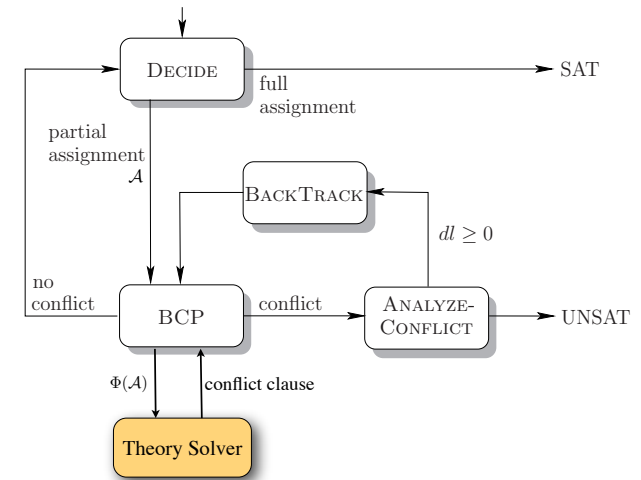 DECIDE
SAT
full
assignment
partial
assignment
𝒜
BACKTRACK
dl ≥ 0
no
conflict
BCP
conflict
ANALYZE-
CONFLICT
UNSAT
Φ(𝒜)
conflict clause
Theory Solver